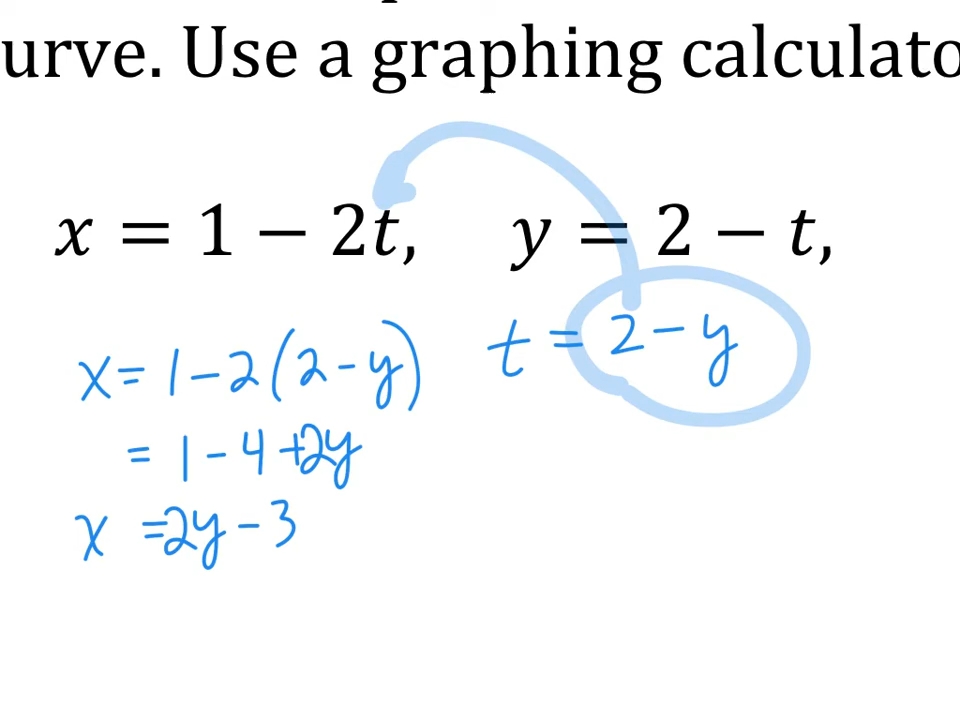 urve. Use a graphing calculato
x = 1 − 2t, y = 2 − t,
t = 2 − y
x = 1 − 2(2 − y)
= 1 − 4 + 2y
x = 2y − 3